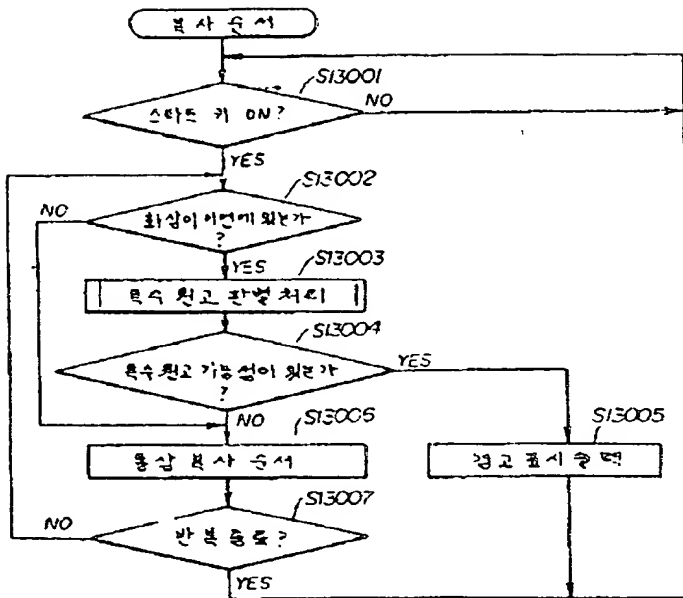 복사 순서
S13001
스타트 키 ON?
NO
YES
S13002
NO
화상이 이면에 있는가
?
YES
S13003
특수 원고 판별 처리
S13004
특수원고 가능성이 있는가
?
YES
NO
S13006
S13005
통상 복사 순서
경고 표시 출력
S13007
NO
반복 종료?
YES